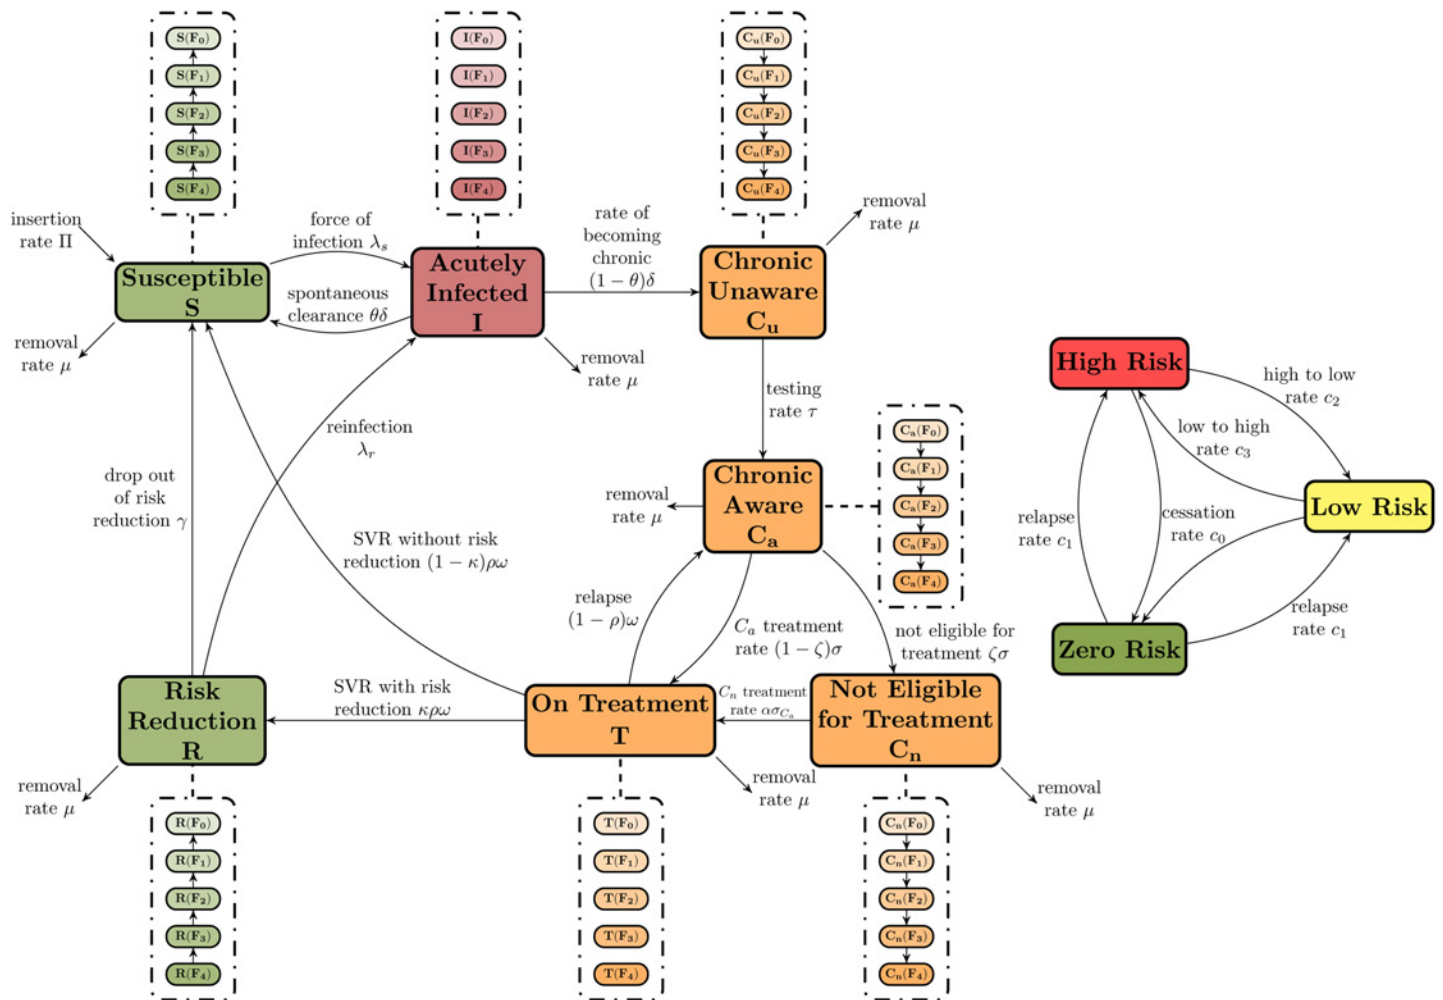 S(F₀)
S(F₁)
S(F₂)
S(F₃)
S(F₄)
I(F₀)
I(F₁)
I(F₂)
I(F₃)
I(F₄)
Cᵤ(F₀)
Cᵤ(F₁)
Cᵤ(F₂)
Cᵤ(F₃)
Cᵤ(F₄)
insertion
rate Π
Susceptible
S
removal
rate μ
force of
infection λₛ
spontaneous
clearance θδ
Acutely
Infected
I
removal
rate μ
rate of
becoming
chronic
(1 − θ)δ
Chronic
Unaware
Cᵤ
removal
rate μ
testing
rate τ
Chronic
Aware
Cₐ
removal
rate μ
Cₐ(F₀)
Cₐ(F₁)
Cₐ(F₂)
Cₐ(F₃)
Cₐ(F₄)
reinfection
λᵣ
drop out
of risk
reduction γ
SVR without risk
reduction (1 − κ)ρω
relapse
(1 − ρ)ω
Cₐ treatment
rate (1 − ζ)σ
not eligible for
treatment ζσ
Risk
Reduction
R
removal
rate μ
SVR with risk
reduction κρω
On Treatment
T
removal
rate μ
Cₙ treatment
rate ασ_Cₐ
Not Eligible
for Treatment
Cₙ
removal
rate μ
R(F₀)
R(F₁)
R(F₂)
R(F₃)
R(F₄)
T(F₀)
T(F₁)
T(F₂)
T(F₃)
T(F₄)
Cₙ(F₀)
Cₙ(F₁)
Cₙ(F₂)
Cₙ(F₃)
Cₙ(F₄)
High Risk
high to low
rate c₂
low to high
rate c₃
Low Risk
relapse
rate c₁
cessation
rate c₀
relapse
rate c₁
Zero Risk